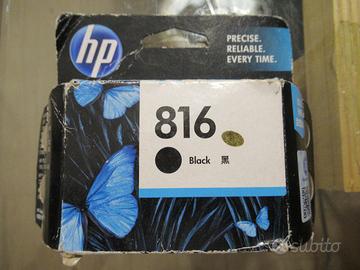 hp
PRECISE.
RELIABLE.
EVERY TIME.
816
Black 黑
subito